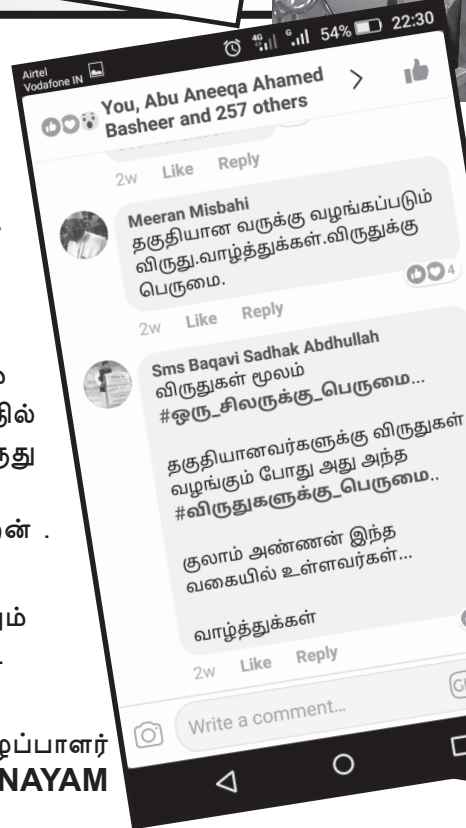 Airtel
Vodafone IN
4G G 54% 22:30
You, Abu Aneeqa Ahamed
Basheer and 257 others
2w Like Reply
Meeran Misbahi
தகுதியான வருக்கு வழங்கப்படும்
விருது.வாழ்த்துக்கள்.விருதுக்கு
பெருமை.
4
2w Like Reply
Sms Baqavi Sadhak Abdhullah
விருதுகள் மூலம்
#ஒரு_சிலருக்கு_பெருமை...
தகுதியானவர்களுக்கு விருதுகள்
வழங்கும் போது அது அந்த
#விருதுகளுக்கு_பெருமை..
குலாம் அண்ணன் இந்த
வகையில் உள்ளவர்கள்...
வாழ்த்துக்கள்
2w Like Reply
Write a comment...
NAYAM